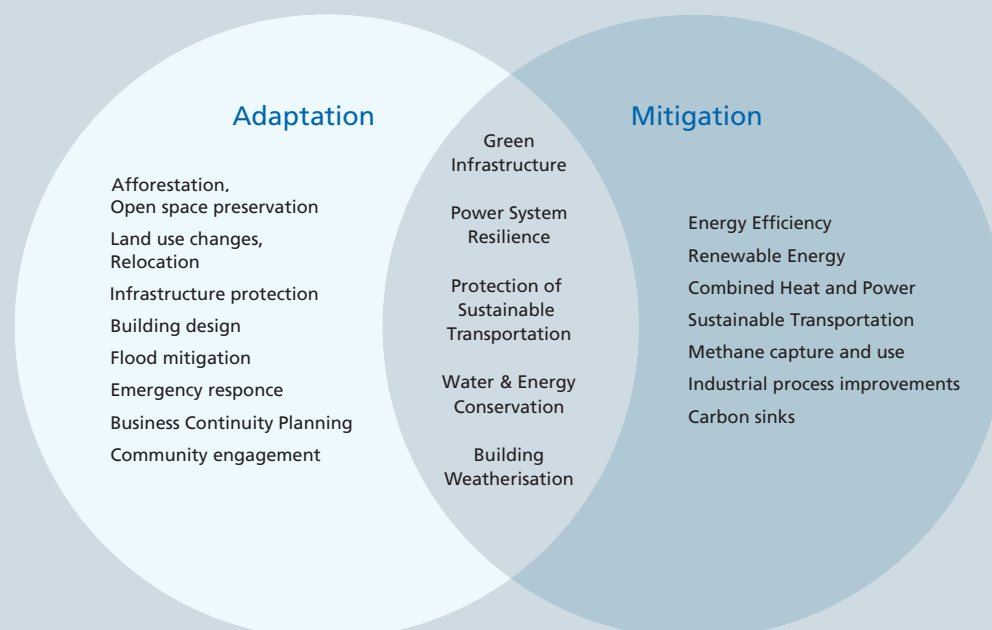 Adaptation
Afforestation,
Open space preservation
Land use changes,
Relocation
Infrastructure protection
Building design
Flood mitigation
Emergency responce
Business Continuity Planning
Community engagement
Green
Infrastructure
Power System
Resilience
Protection of
Sustainable
Transportation
Water & Energy
Conservation
Building
Weatherisation
Mitigation
Energy Efficiency
Renewable Energy
Combined Heat and Power
Sustainable Transportation
Methane capture and use
Industrial process improvements
Carbon sinks